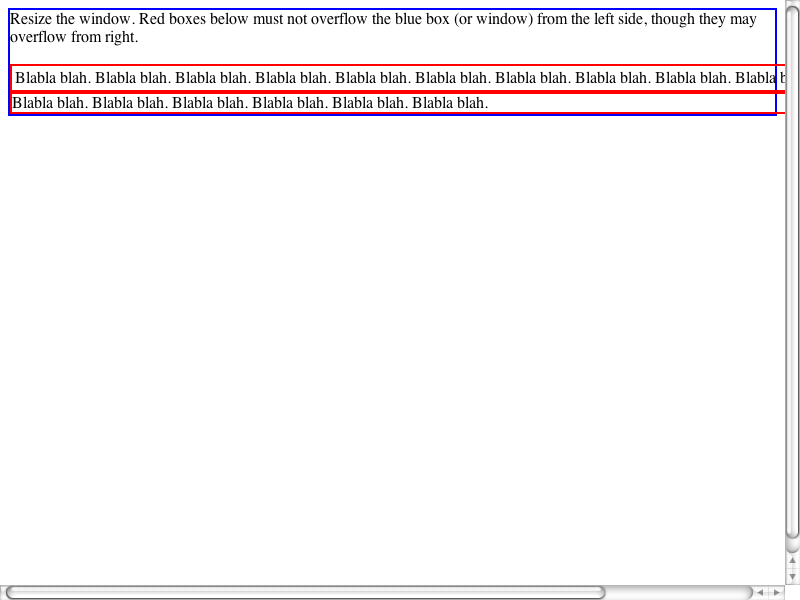 Resize the window. Red boxes below must not overflow the blue box (or window) from the left side, though they may
overflow from right.
Blabla blah. Blabla blah. Blabla blah. Blabla blah. Blabla blah. Blabla blah. Blabla blah. Blabla blah. Blabla blah. Blabla
Blabla blah. Blabla blah. Blabla blah. Blabla blah. Blabla blah. Blabla blah.